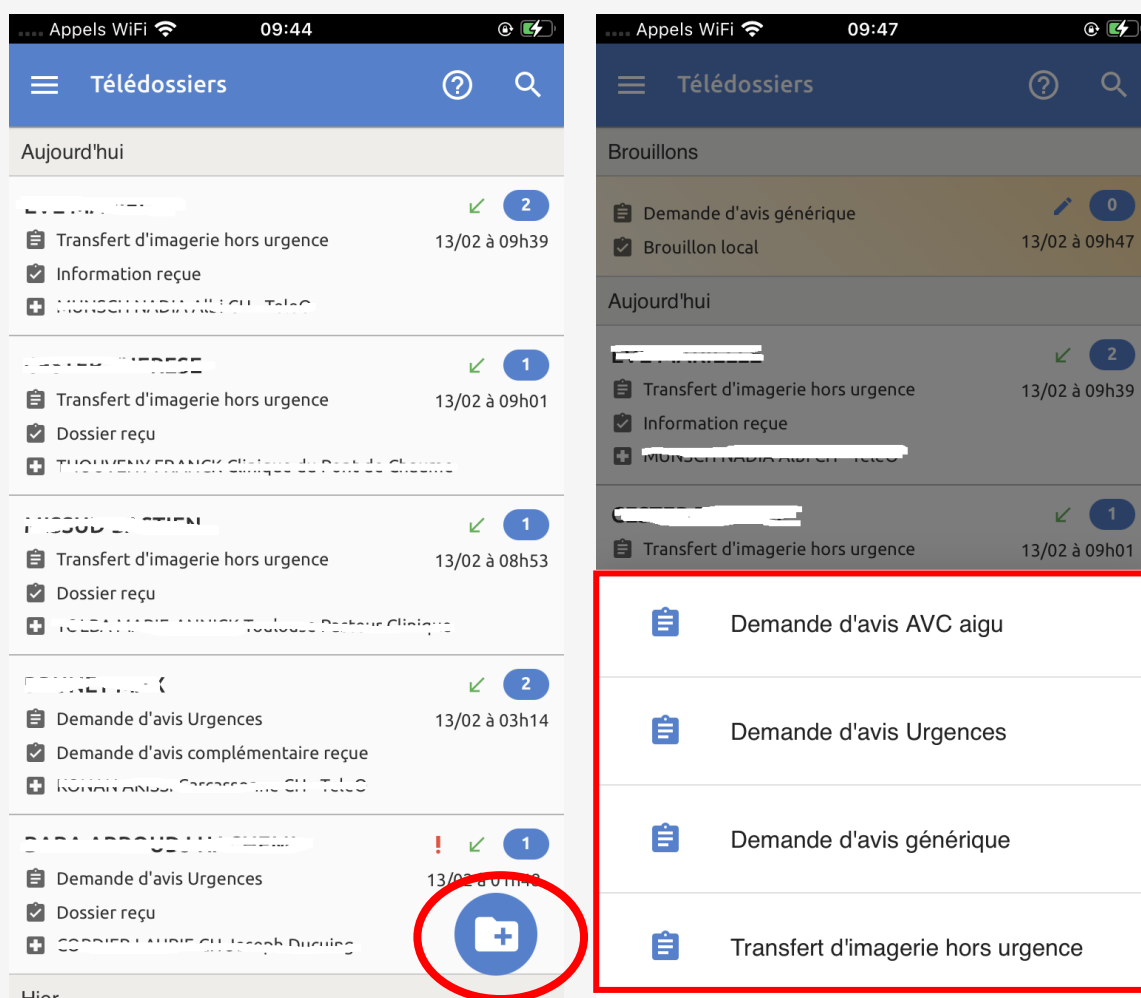 Appels WiFi 09:44
Télédossiers
Aujourd'hui
2
Transfert d'imagerie hors urgence 13/02 à 09h39
Information reçue
1
Transfert d'imagerie hors urgence 13/02 à 09h01
Dossier reçu
1
Transfert d'imagerie hors urgence 13/02 à 08h53
Dossier reçu
2
Demande d'avis Urgences 13/02 à 03h14
Demande d'avis complémentaire reçue
! 1
Demande d'avis Urgences 13/02 à
Dossier reçu
Hier
Appels WiFi 09:47
Télédossiers
Brouillons
0
Demande d'avis générique
Brouillon local 13/02 à 09h47
Aujourd'hui
2
Transfert d'imagerie hors urgence 13/02 à 09h39
Information reçue
1
Transfert d'imagerie hors urgence 13/02 à 09h01
Demande d'avis AVC aigu
Demande d'avis Urgences
Demande d'avis générique
Transfert d'imagerie hors urgence